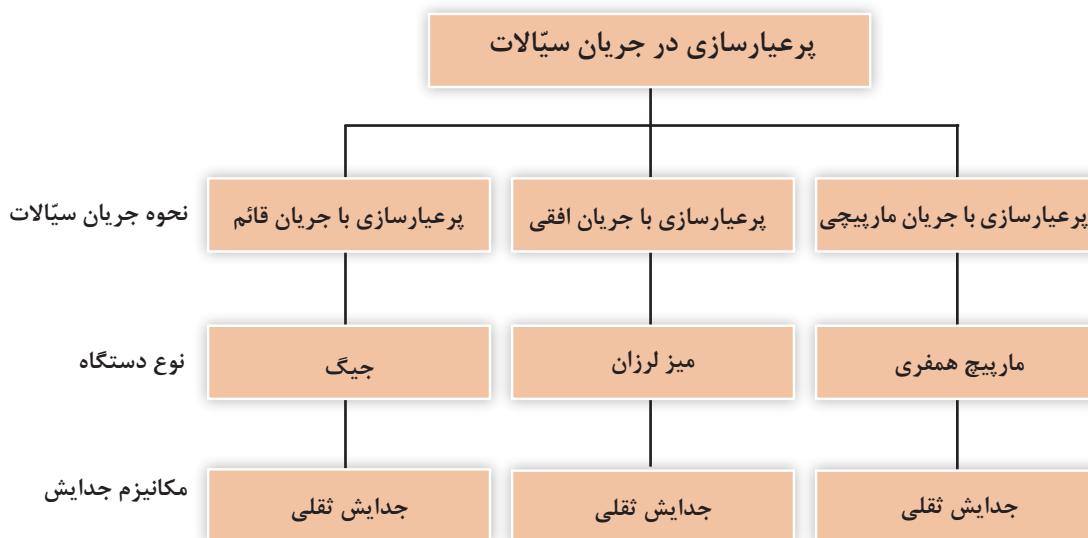 پرعیارسازی در جریان سیّالات
نحوه جریان سیّالات
پرعیارسازی با جریان قائم
پرعیارسازی با جریان افقی
پرعیارسازی با جریان مارپیچی
نوع دستگاه
جیگ
میز لرزان
مارپیچ همفری
مکانیزم جدایش
جدایش ثقلی
جدایش ثقلی
جدایش ثقلی